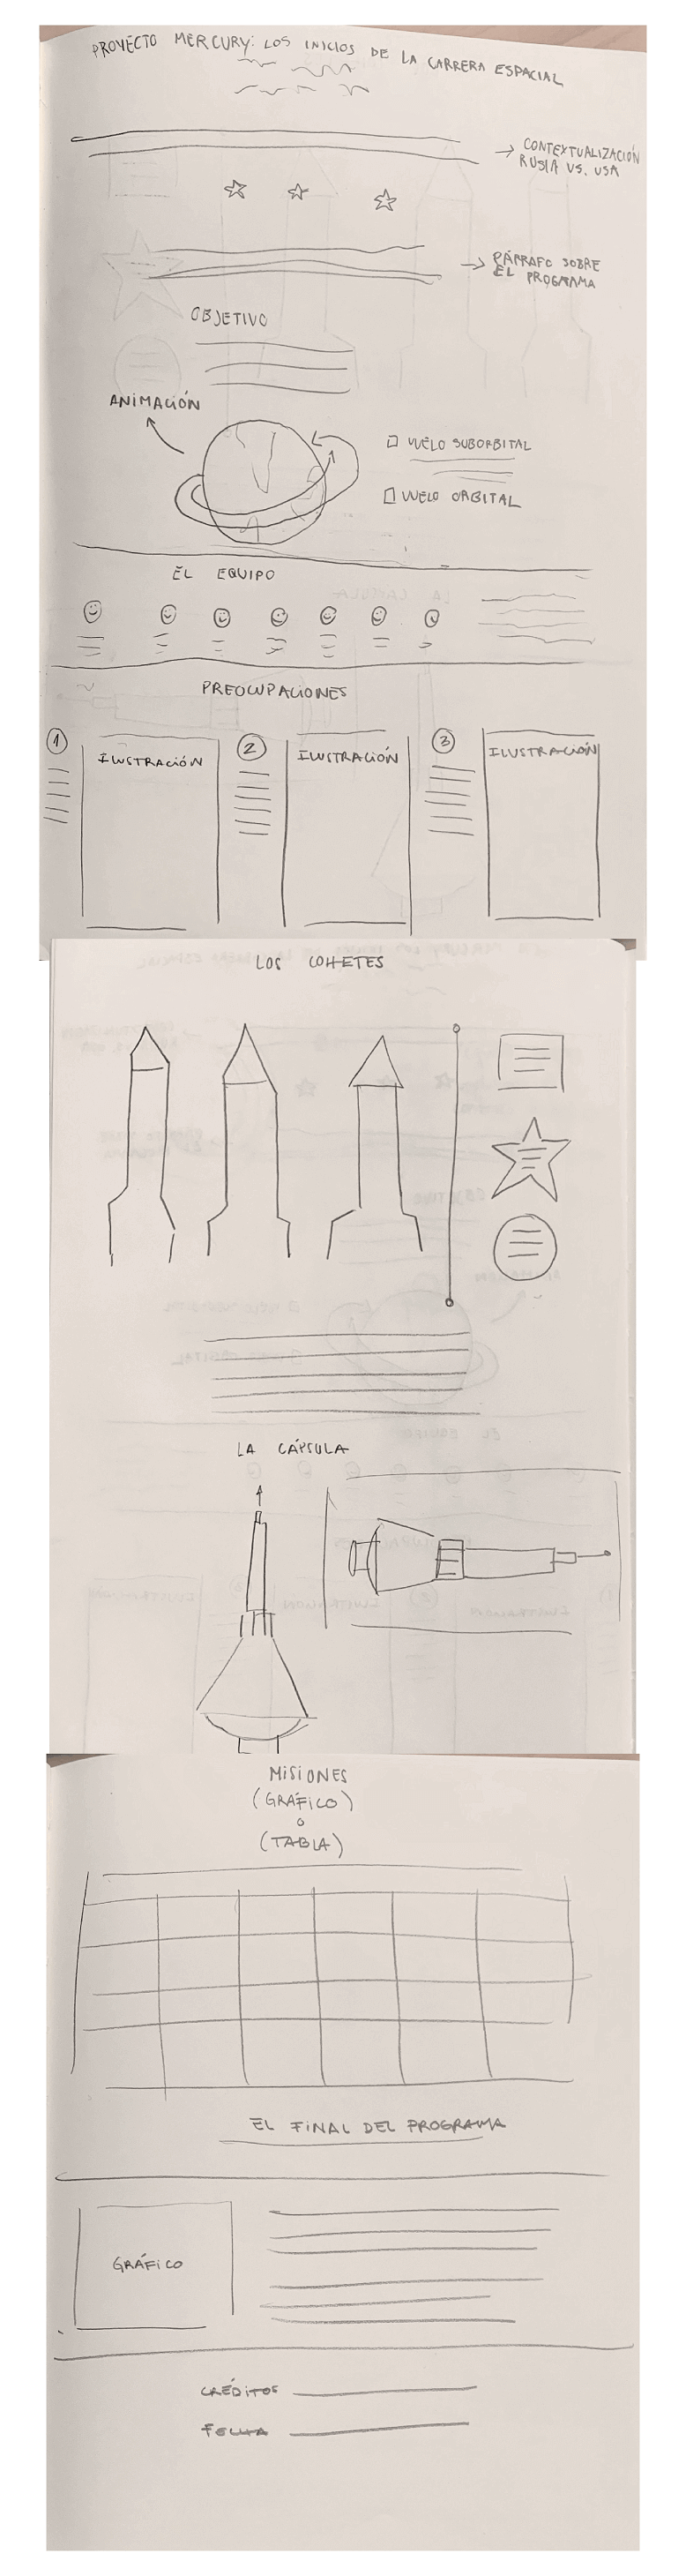 PROYECTO MERCURY: LOS INICIOS DE LA CARRERA ESPACIAL
→ CONTEXTUALIZACIÓN
RUSIA VS. USA
→ PÁRRAFO SOBRE
EL PROGRAMA
OBJETIVO
ANIMACIÓN
VUELO SUBORBITAL
VUELO ORBITAL
EL EQUIPO
PREOCUPACIONES
1 ILUSTRACIÓN
2 ILUSTRACIÓN
3 ILUSTRACIÓN
LOS COHETES
LA CÁPSULA
MISIONES
(GRÁFICO)
O
(TABLA)
EL FINAL DEL PROGRAMA
GRÁFICO
CRÉDITOS
FECHA